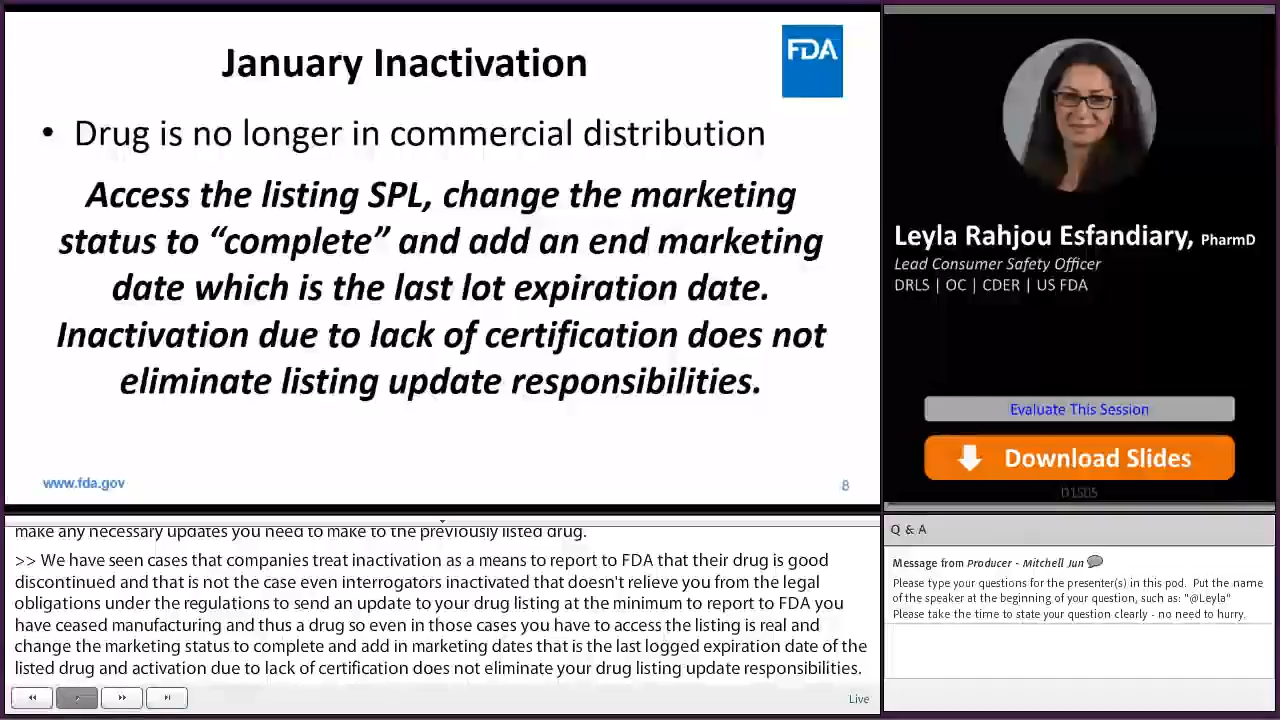 January Inactivation
FDA
• Drug is no longer in commercial distribution
Access the listing SPL, change the marketing
status to “complete” and add an end marketing
date which is the last lot expiration date.
Inactivation due to lack of certification does not
eliminate listing update responsibilities.
www.fda.gov
8
Leyla Rahjou Esfandiary, PharmD
Lead Consumer Safety Officer
DRLS | OC | CDER | US FDA
Evaluate This Session
Download Slides
D1S05
make any necessary updates you need to make to the previously listed drug.
>> We have seen cases that companies treat inactivation as a means to report to FDA that their drug is good
discontinued and that is not the case even interrogators inactivated that doesn't relieve you from the legal
obligations under the regulations to send an update to your drug listing at the minimum to report to FDA you
have ceased manufacturing and thus a drug so even in those cases you have to access the listing is real and
change the marketing status to complete and add in marketing dates that is the last logged expiration date of the
listed drug and activation due to lack of certification does not eliminate your drug listing update responsibilities.
Live
Q & A
Message from Producer - Mitchell Jun
Please type your questions for the presenter(s) in this pod. Put the name
of the speaker at the beginning of your question, such as: "@Leyla"
Please take the time to state your question clearly - no need to hurry.